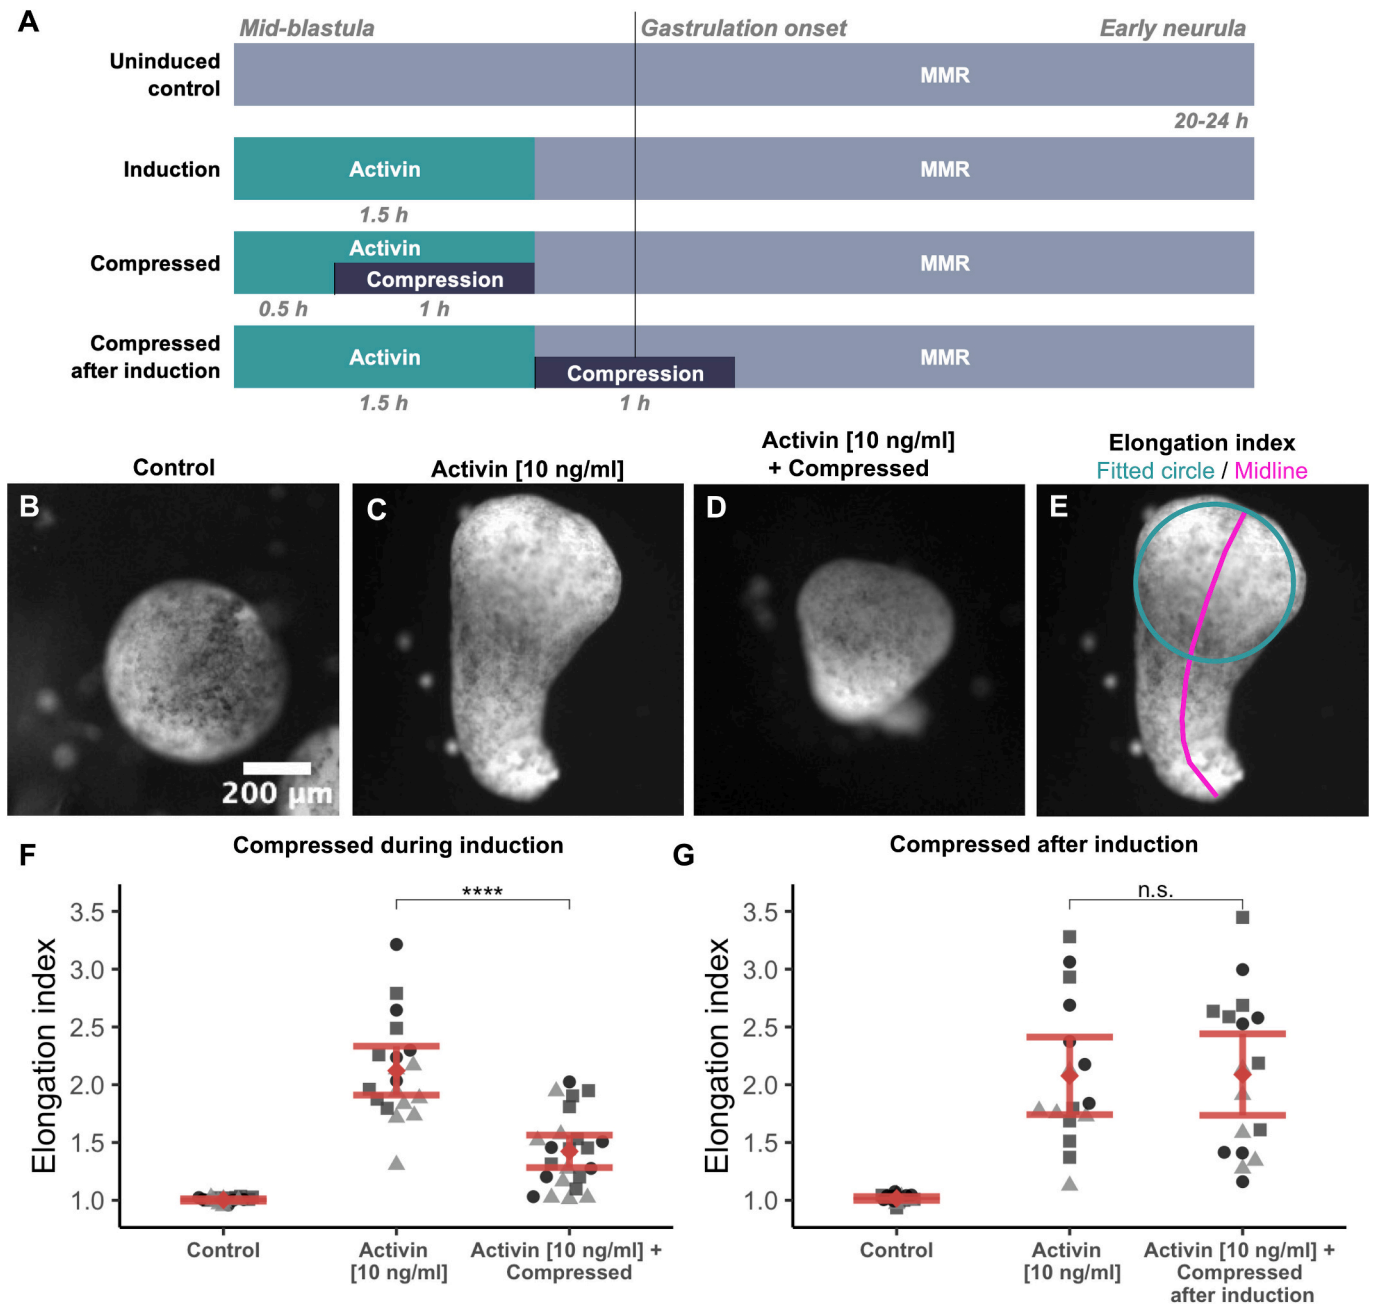 A
Mid-blastula
Gastrulation onset
Early neurula
Uninduced
control
MMR
20-24 h
Induction
Activin
MMR
1.5 h
Compressed
Activin
Compression
MMR
0.5 h
1 h
Compressed
after induction
Activin
Compression
MMR
1.5 h
1 h
Control
B
200 µm
Activin [10 ng/ml]
C
Activin [10 ng/ml]
+ Compressed
D
Elongation index
Fitted circle / Midline
E
F
Compressed during induction
Elongation index
3.5
3.0
2.5
2.0
1.5
1.0
****
Control
Activin
[10 ng/ml]
Activin [10 ng/ml] +
Compressed
G
Compressed after induction
Elongation index
3.5
3.0
2.5
2.0
1.5
1.0
n.s.
Control
Activin
[10 ng/ml]
Activin [10 ng/ml] +
Compressed
after induction